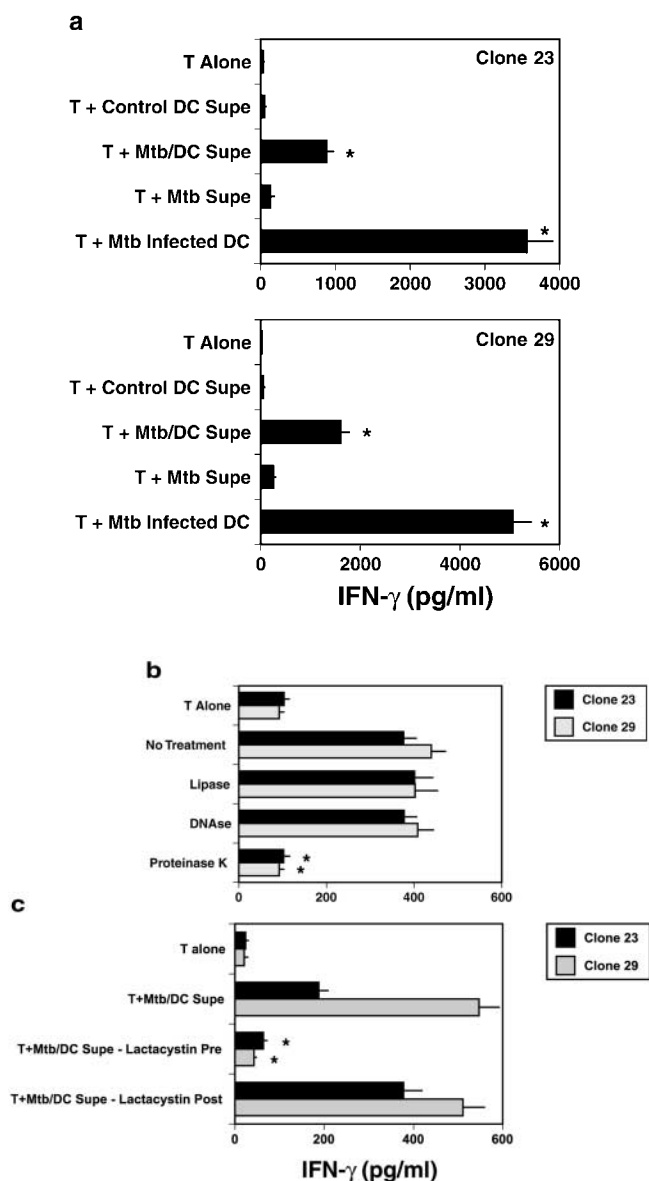 a
Clone 23
T Alone
T + Control DC Supe
T + Mtb/DC Supe *
T + Mtb Supe
T + Mtb Infected DC *
0 1000 2000 3000 4000
Clone 29
T Alone
T + Control DC Supe
T + Mtb/DC Supe *
T + Mtb Supe
T + Mtb Infected DC *
0 2000 4000 6000
IFN-γ (pg/ml)
b
T Alone
No Treatment
Lipase
DNAse
Proteinase K *
*
0 200 400 600
Clone 23
Clone 29
c
T alone
T+Mtb/DC Supe
T+Mtb/DC Supe - Lactacystin Pre *
*
T+Mtb/DC Supe - Lactacystin Post
0 200 400 600
IFN-γ (pg/ml)
Clone 23
Clone 29